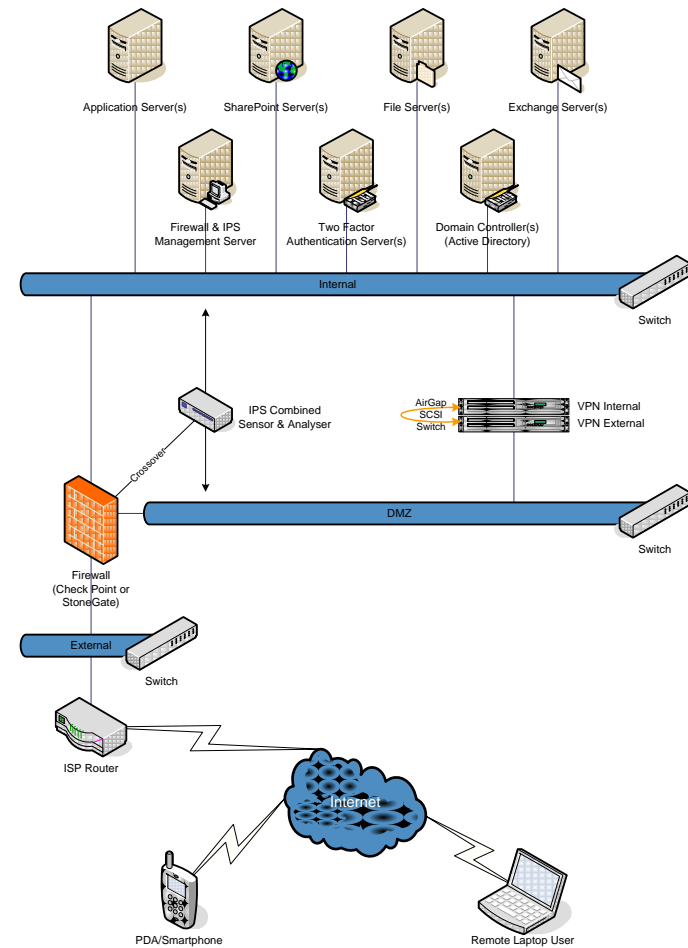 Application Server(s)
SharePoint Server(s)
File Server(s)
Exchange Server(s)
Firewall & IPS
Management Server
Two Factor
Authentication Server(s)
Domain Controller(s)
(Active Directory)
Internal
Switch
IPS Combined
Sensor & Analyser
AirGap
SCSI
Switch
VPN Internal
VPN External
Crossover
DMZ
Switch
Firewall
(Check Point or
StoneGate)
External
Switch
ISP Router
Internet
PDA/Smartphone
Remote Laptop User